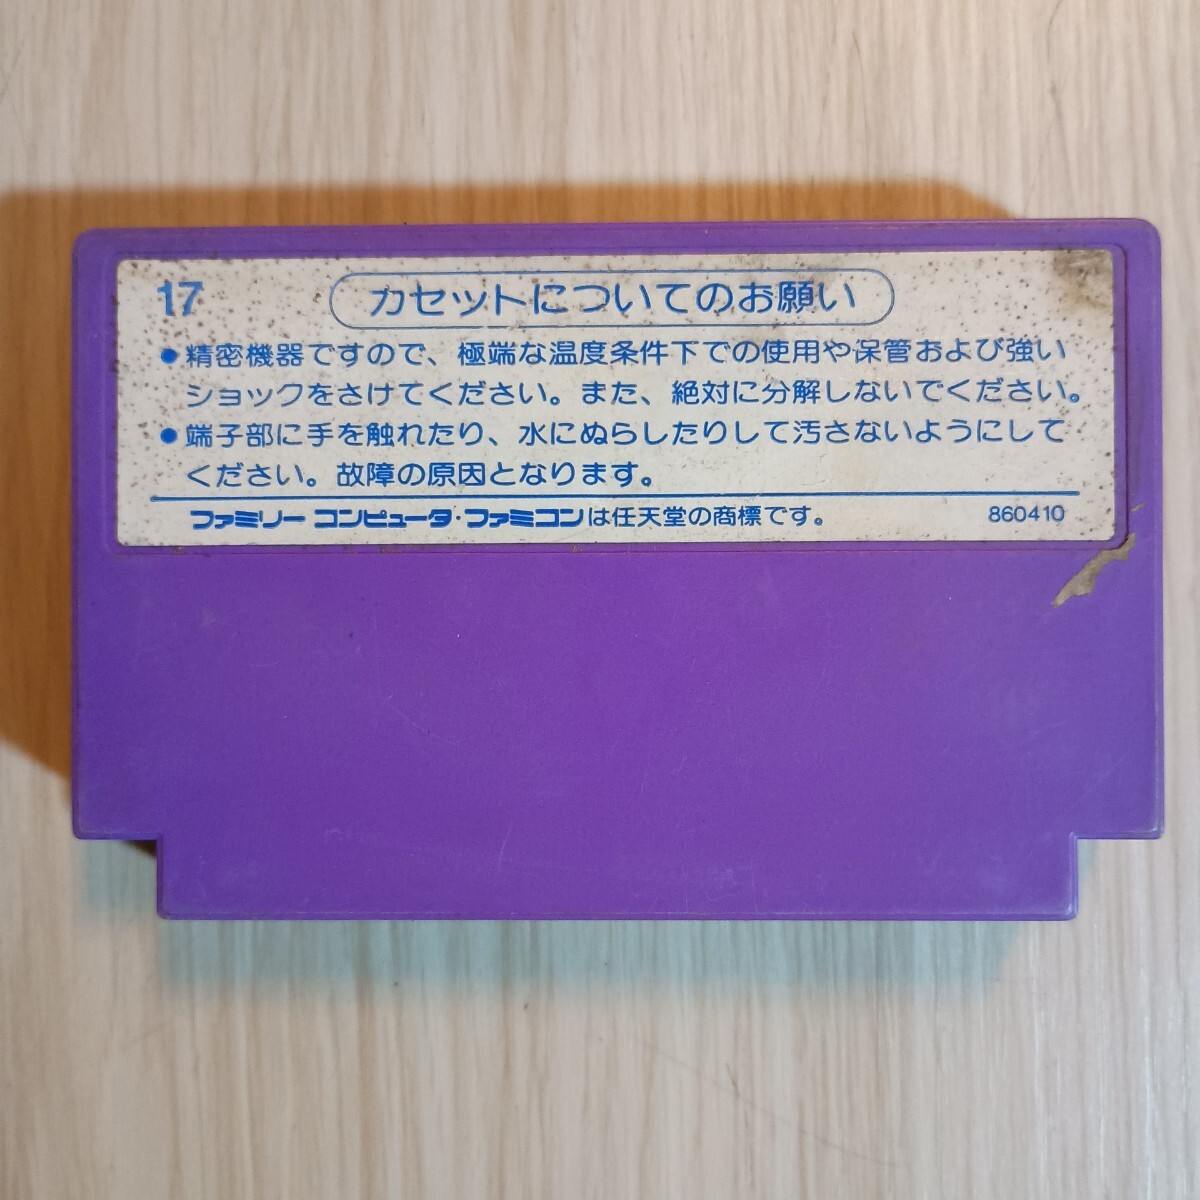 17
カセットについてのお願い
●精密機器ですので、極端な温度条件下での使用や保管および強い
ショックをさけてください。また、絶対に分解しないでください。
●端子部に手を触れたり、水にぬらしたりして汚さないようにして
ください。故障の原因となります。
ファミリー コンピュータ・ファミコンは任天堂の商標です。
860410